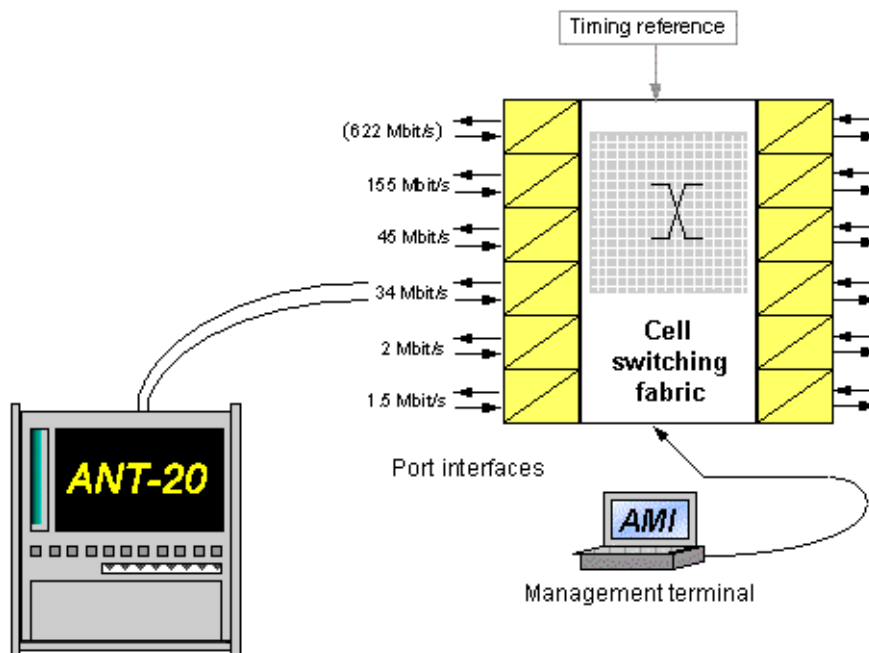 Timing reference
(622 Mbit/s)
155 Mbit/s
45 Mbit/s
34 Mbit/s
2 Mbit/s
1.5 Mbit/s
Cell
switching
fabric
Port interfaces
ANT-20
AMI
Management terminal